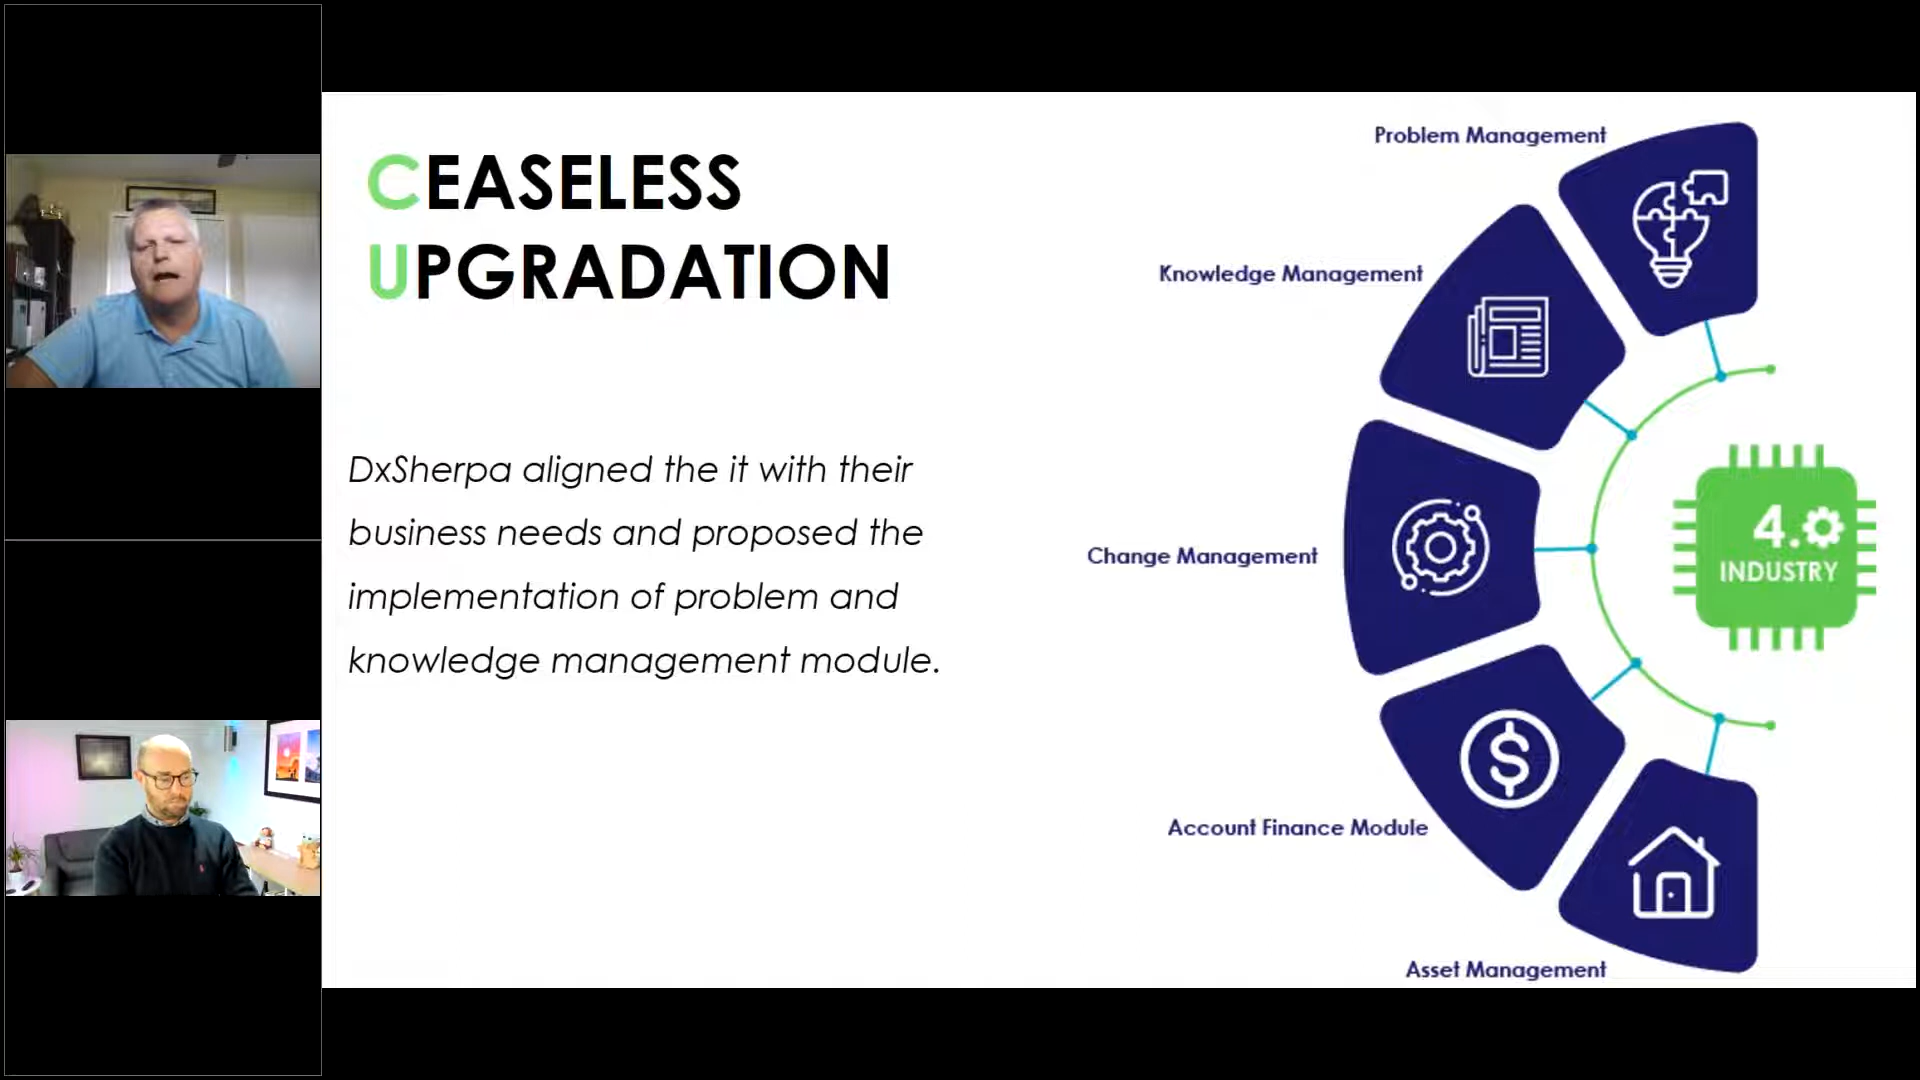 CEASELESS
UPGRADATION
DxSherpa aligned the it with their
business needs and proposed the
implementation of problem and
knowledge management module.
Problem Management
Knowledge Management
Change Management
Account Finance Module
Asset Management
4.
INDUSTRY